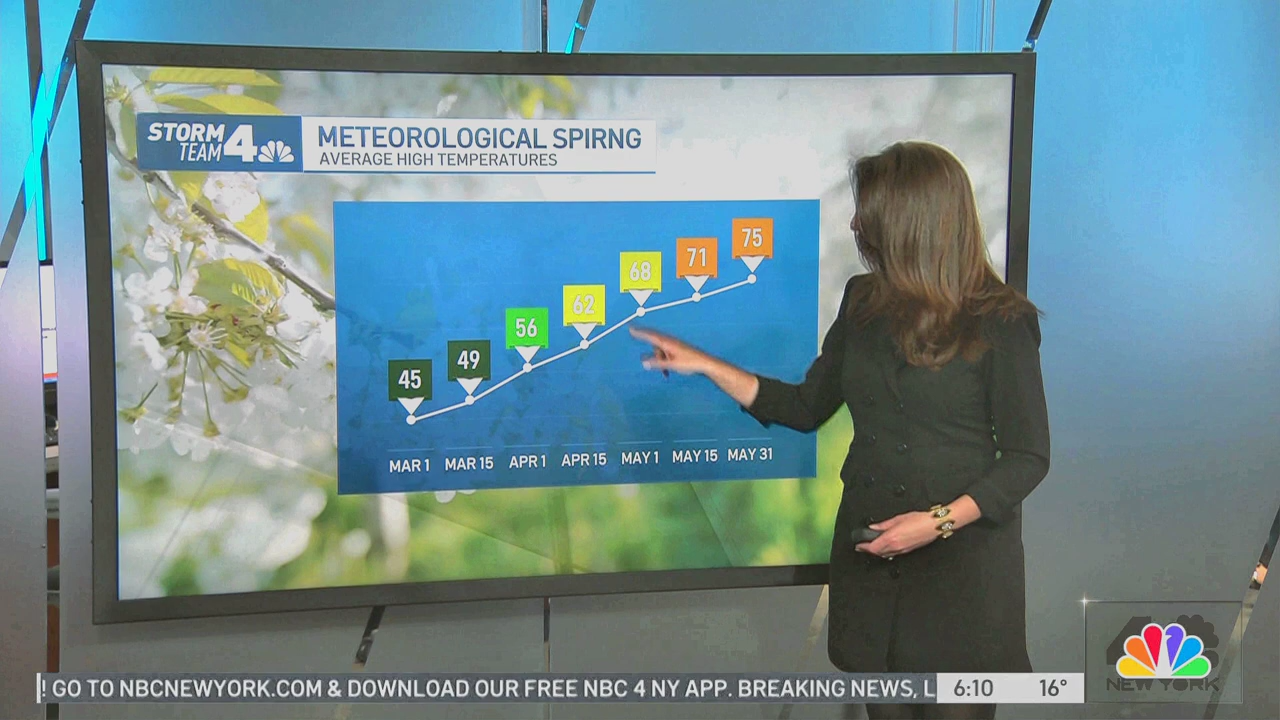 STORM
TEAM 4
METEOROLOGICAL SPIRNG
AVERAGE HIGH TEMPERATURES
45
49
56
62
68
71
75
MAR 1 MAR 15 APR 1 APR 15 MAY 1 MAY 15 MAY 31
! GO TO NBCNEWYORK.COM & DOWNLOAD OUR FREE NBC 4 NY APP. BREAKING NEWS, L
6:10 16°
4
NEW YORK